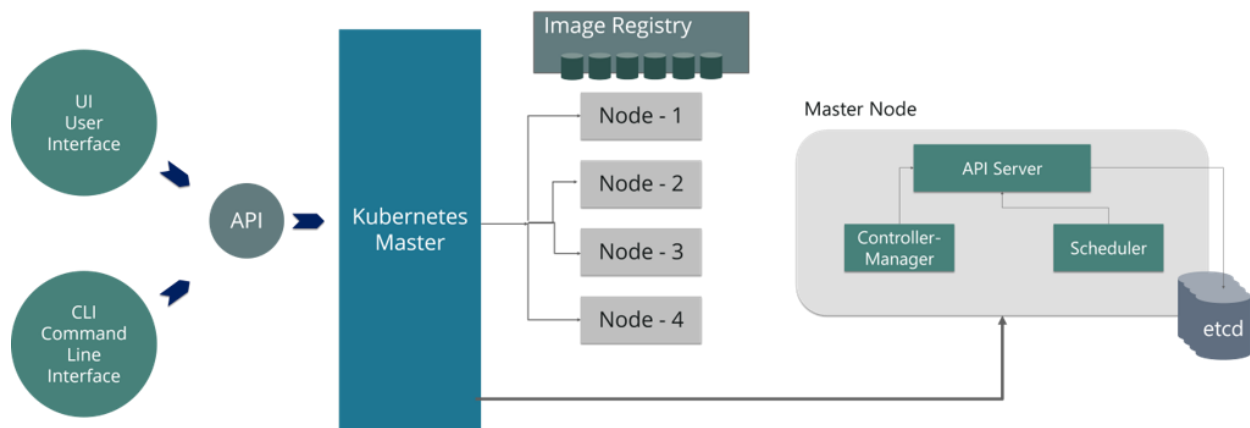 UI
User
Interface
CLI
Command
Line
Interface
API
Kubernetes
Master
Image Registry
Node - 1
Node - 2
Node - 3
Node - 4
Master Node
API Server
Controller-
Manager
Scheduler
etcd